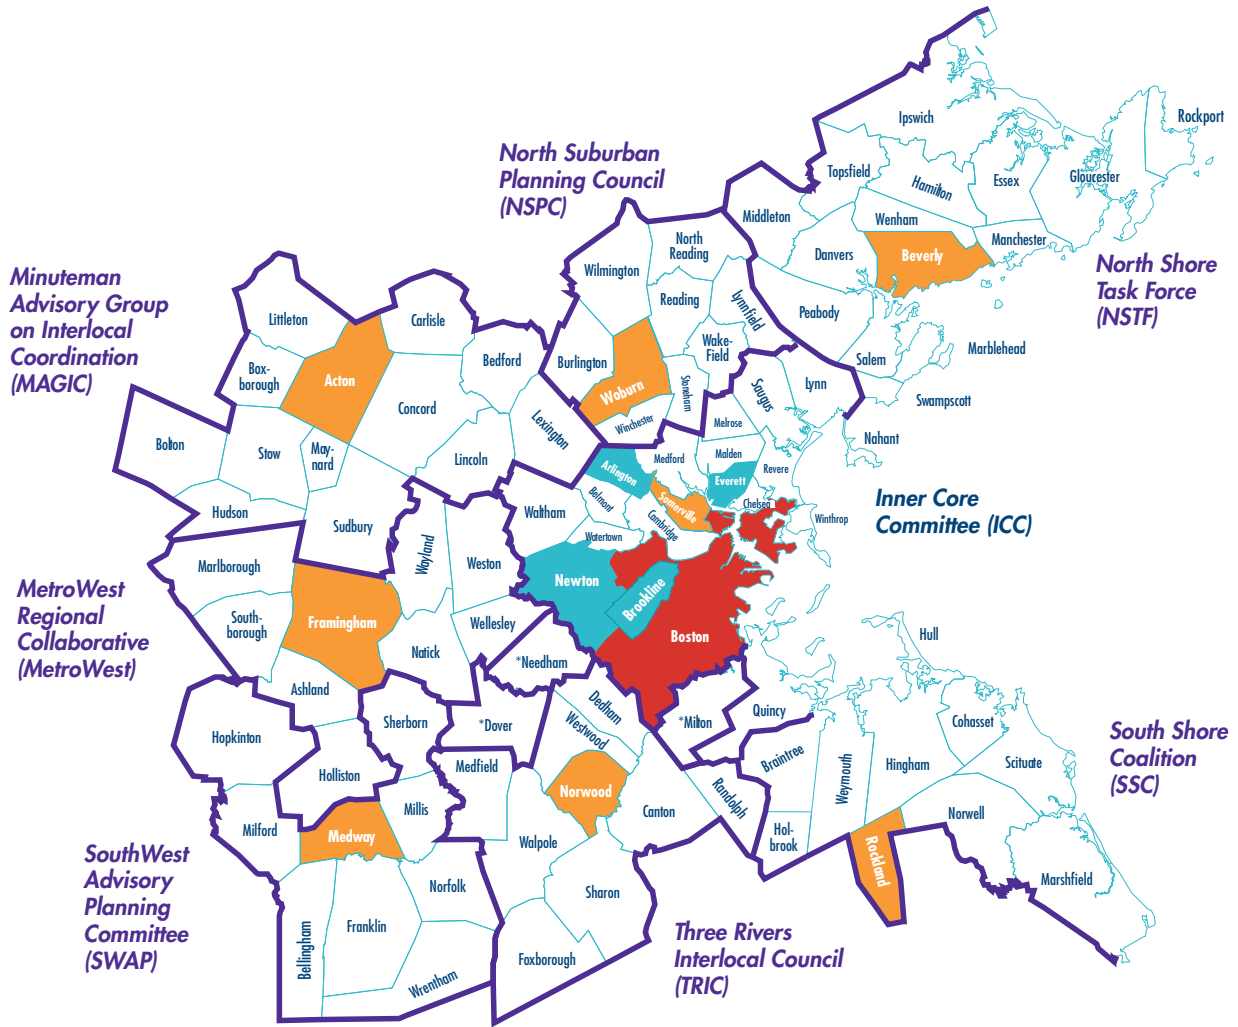 Ipswich
Rockport
North Suburban
Planning Council
(NSPC)
Topsfield
Hamilton
Essex
Gloucester
Middleton
Wenham
Manchester
North
Reading
Danvers
Beverly
Wilmington
North Shore
Task Force
(NSTF)
Minuteman
Advisory Group
on Interlocal
Coordination
(MAGIC)
Reading
Lynnfield
Peabody
Littleton
Carlisle
Wake-
Field
Marblehead
Bedford
Burlington
Salem
Box-
borough
Acton
Woburn
Stoneham
Saugus
Lynn
Swampscott
Concord
Lexington
Winchester
Melrose
Nahant
Bolton
Stow
May-
nard
Lincoln
Medford
Malden
Revere
Arlington
Everett
Inner Core
Committee (ICC)
Hudson
Sudbury
Waltham
Belmont
Somerville
Chelsea
Winthrop
Cambridge
Watertown
Wayland
Weston
Marlborough
Newton
Brookline
MetroWest
Regional
Collaborative
(MetroWest)
South-
borough
Framingham
Wellesley
Boston
Hull
Natick
*Needham
Ashland
Dedham
Sherborn
*Dover
Westwood
*Milton
Quincy
Cohasset
Hopkinton
South Shore
Coalition
(SSC)
Holliston
Medfield
Braintree
Weymouth
Hingham
Scituate
Norwood
Randolph
Millis
Canton
Norwell
Milford
Medway
Walpole
Hol-
brook
Rockland
SouthWest
Advisory
Planning
Committee
(SWAP)
Norfolk
Sharon
Marshfield
Franklin
Bellingham
Three Rivers
Interlocal Council
(TRIC)
Foxborough
Wrentham